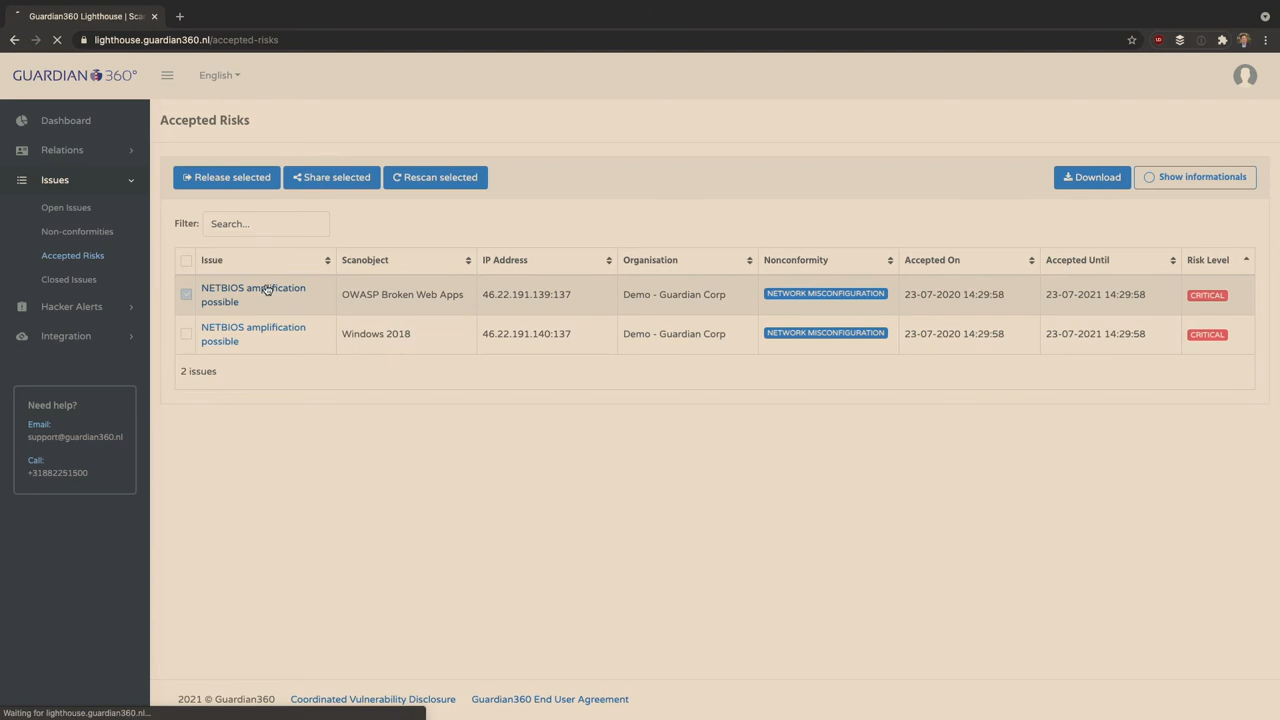 Guardian360 Lighthouse | Sca
lighthouse.guardian360.nl/accepted-risks
GUARDIAN 360°
English
Dashboard
Relations
Issues
Open Issues
Non-conformities
Accepted Risks
Closed Issues
Hacker Alerts
Integration
Need help?
Email:
support@guardian360.nl
Call:
+31882251500
Accepted Risks
Release selected
Share selected
Rescan selected
Download
Show informationals
Filter:
Search...
Issue Scanobject IP Address Organisation Nonconformity Accepted On Accepted Until Risk Level
NETBIOS amplification
possible
OWASP Broken Web Apps 46.22.191.139:137 Demo - Guardian Corp NETWORK MISCONFIGURATION 23-07-2020 14:29:58 23-07-2021 14:29:58 CRITICAL
NETBIOS amplification
possible
Windows 2018 46.22.191.140:137 Demo - Guardian Corp NETWORK MISCONFIGURATION 23-07-2020 14:29:58 23-07-2021 14:29:58 CRITICAL
2 issues
2021 © Guardian360 Coordinated Vulnerability Disclosure Guardian360 End User Agreement
Waiting for lighthouse.guardian360.nl...